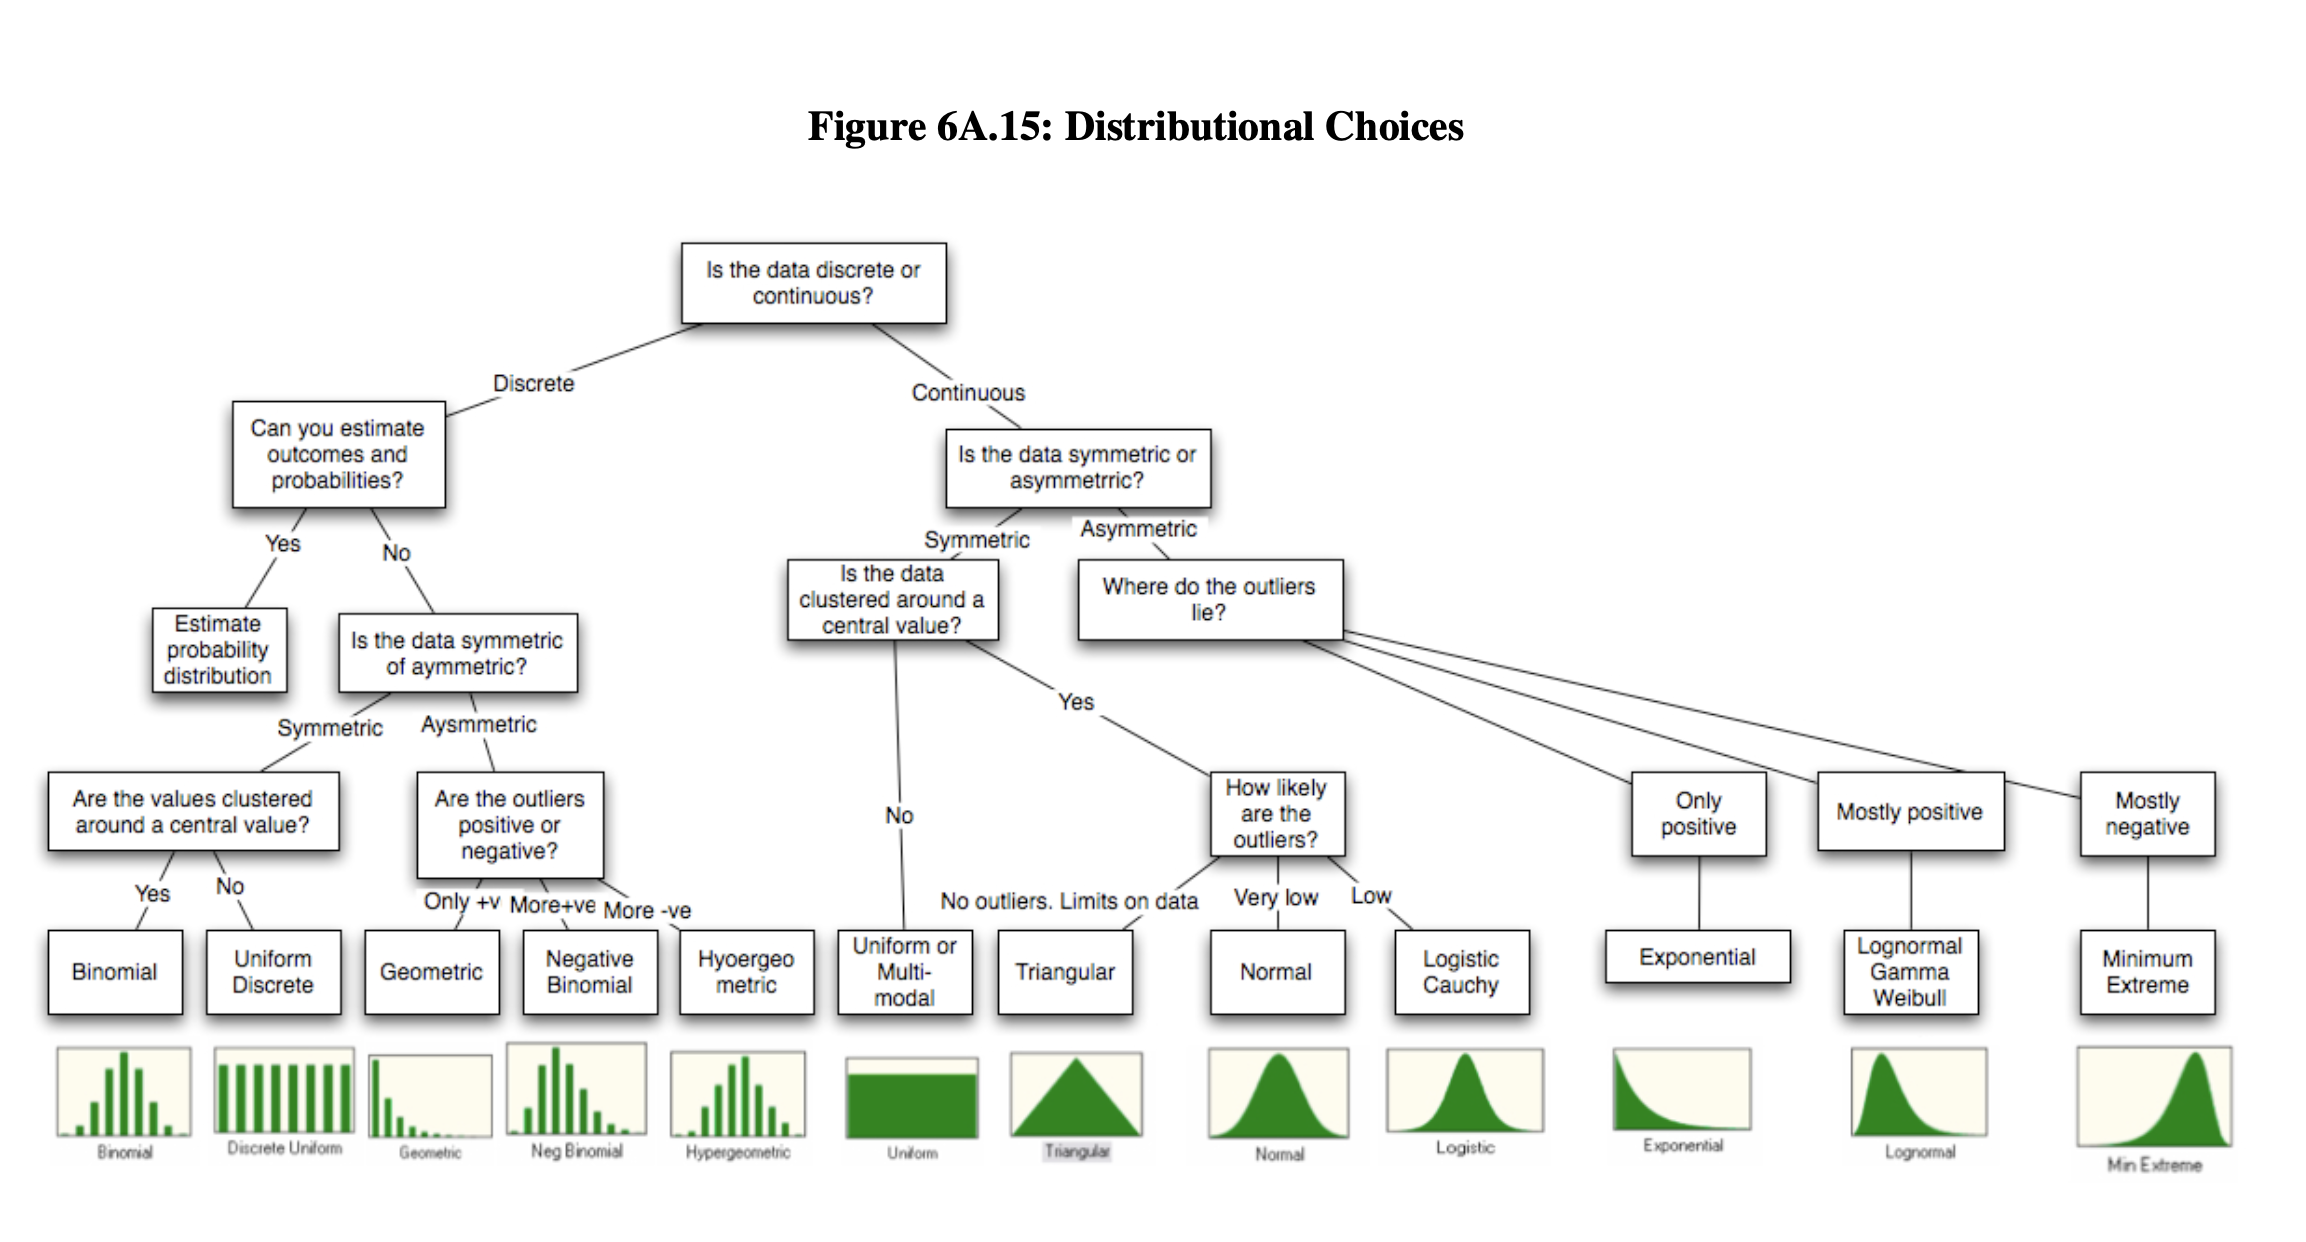 Figure 6A.15: Distributional Choices
Is the data discrete or
continuous?
Discrete
Continuous
Can you estimate
outcomes and
probabilities?
Is the data symmetric or
asymmetrric?
Yes
No
Symmetric
Asymmetric
Estimate
probability
distribution
Is the data symmetric
of aymmetric?
Is the data
clustered around a
central value?
Where do the outliers
lie?
Symmetric
Aysmmetric
Yes
No
Are the values clustered
around a central value?
Are the outliers
positive or
negative?
How likely
are the
outliers?
Only
positive
Mostly positive
Mostly
negative
Yes
No
Only +v
More+ve
More -ve
No outliers. Limits on data
Very low
Low
Binomial
Uniform
Discrete
Geometric
Negative
Binomial
Hyoergeo
metric
Uniform or
Multi-
modal
Triangular
Normal
Logistic
Cauchy
Exponential
Lognormal
Gamma
Weibull
Minimum
Extreme
Binomial
Discrete Uniform
Geometric
Neg Binomial
Hypergeometric
Uniform
Triangular
Normal
Logistic
Exponential
Lognormal
Min Extreme